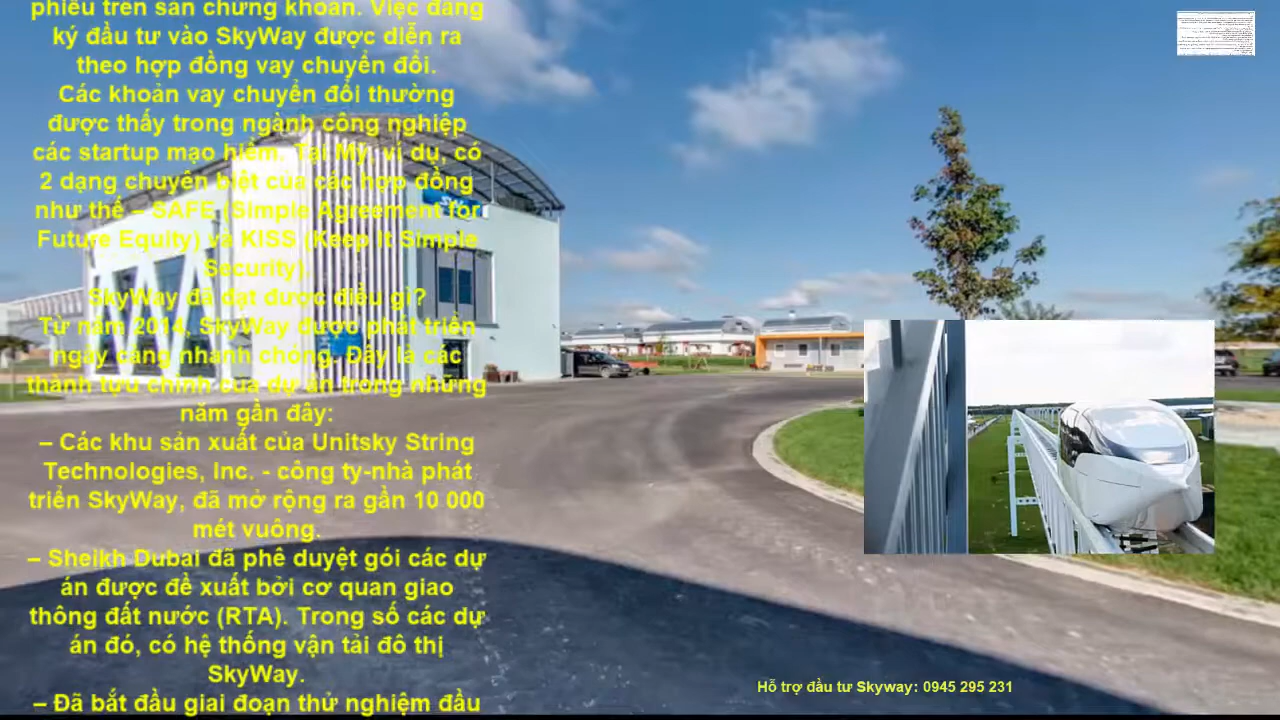 phiếu trên sàn chứng khoán. Việc đăng
ký đầu tư vào SkyWay được diễn ra
theo hợp đồng vay chuyển đổi.
Các khoản vay chuyển đổi thường
được thấy trong ngành công nghiệp
các startup mạo hiểm. Tại Mỹ, ví dụ, có
2 dạng chuyên biệt của các hợp đồng
như thế – SAFE (Simple Agreement for
Future Equity) và KISS (Keep It Simple
Security).
SkyWay đã đạt được điều gì?
Từ năm 2014, SkyWay được phát triển
ngày càng nhanh chóng. Đây là các
thành tựu chính của dự án trong những
năm gần đây:
– Các khu sản xuất của Unitsky String
Technologies, Inc. - công ty-nhà phát
triển SkyWay, đã mở rộng ra gần 10 000
mét vuông.
– Sheikh Dubai đã phê duyệt gói các dự
án được đề xuất bởi cơ quan giao
thông đất nước (RTA). Trong số các dự
án đó, có hệ thống vận tải đô thị
SkyWay.
– Đã bắt đầu giai đoạn thử nghiệm đầu
Hỗ trợ đầu tư Skyway: 0945 295 231